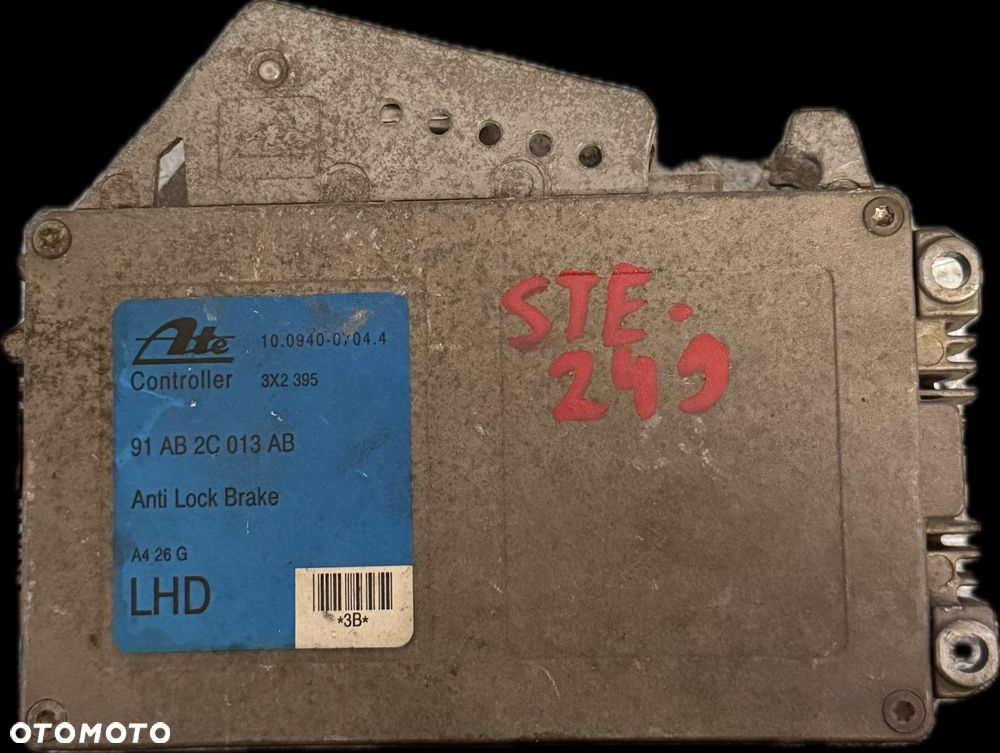 STE.
249
Ate 10.0940-0704.4
Controller 3X2 395
91 AB 2C 013 AB
Anti Lock Brake
A4 26 G
LHD
*3B*
OTOMOTO